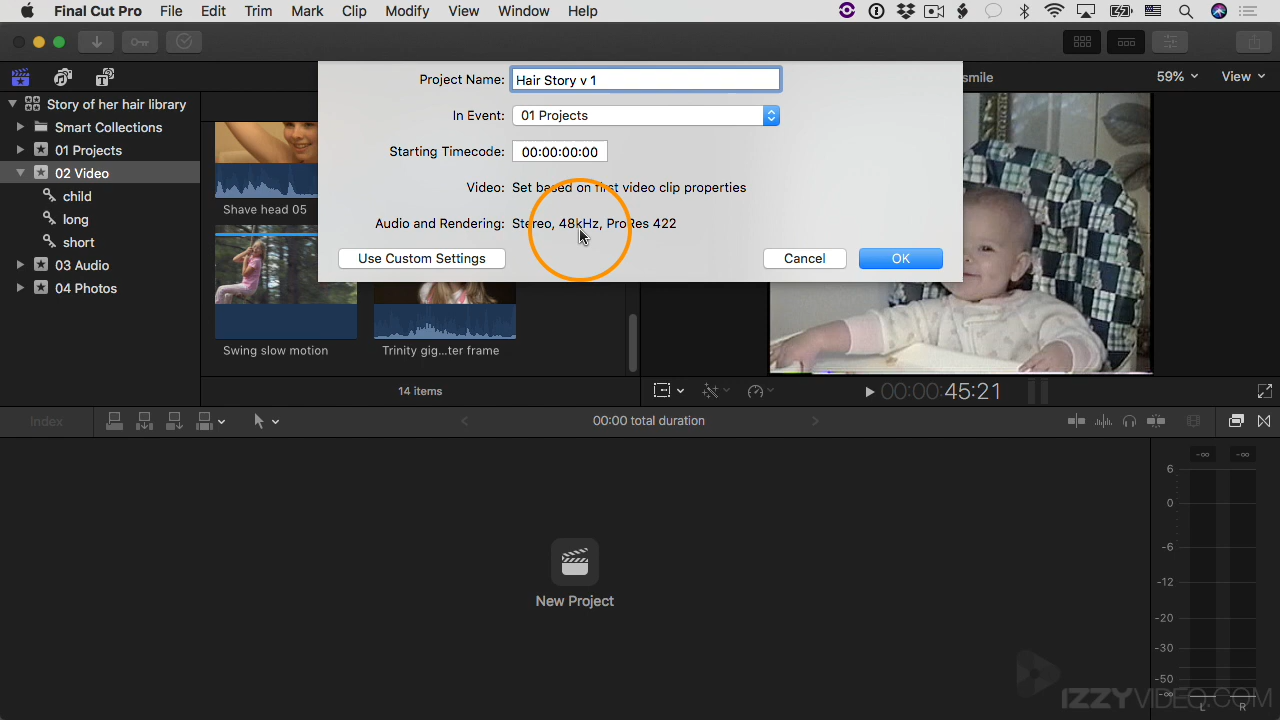 Final Cut Pro File Edit Trim Mark Clip Modify View Window Help
smile 59% View
Project Name: Hair Story v 1
In Event: 01 Projects
Starting Timecode: 00:00:00:00
Video: Set based on first video clip properties
Audio and Rendering: Stereo, 48kHz, ProRes 422
Use Custom Settings Cancel OK
Story of her hair library
Smart Collections
01 Projects
02 Video
child
long
short
03 Audio
04 Photos
Shave head 05
Swing slow motion Trinity gig...ter frame
14 items
00:00:45:21
Index 00:00 total duration
New Project
-∞ -∞
6
0
-6
-12
-20
-30
-50
-∞
L R
IZZYVIDEO.COM